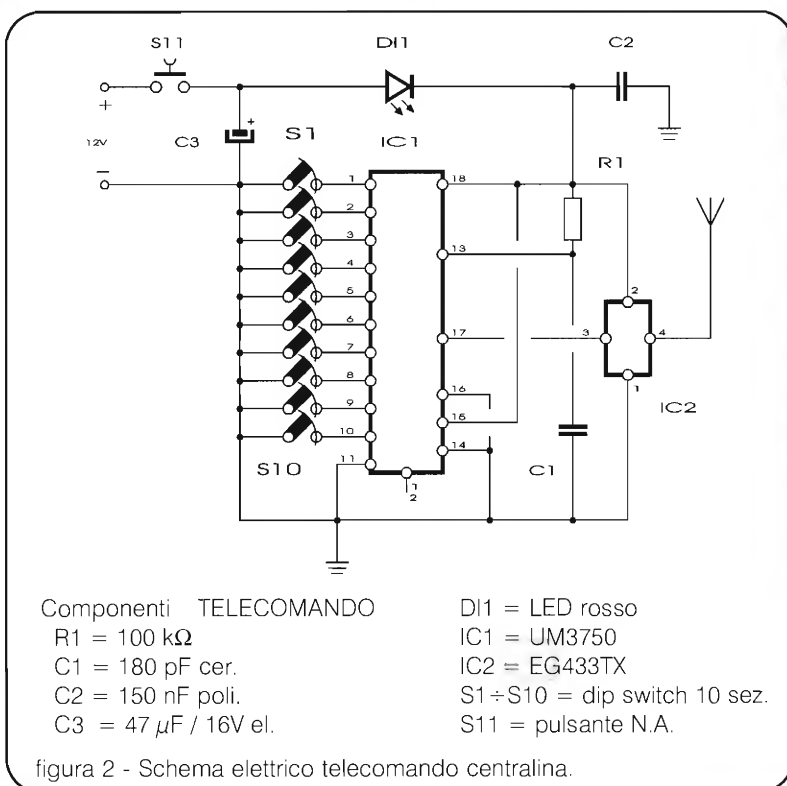 S11
DI1
C2
+
12V
C3
+
S1
IC1
R1
1
2
3
4
5
6
7
8
9
10
11
12
18
13
17
16
15
14
2
3
4
1
IC2
C1
S10
Componenti TELECOMANDO
R1 = 100 kΩ
C1 = 180 pF cer.
C2 = 150 nF poli.
C3 = 47 μF / 16V el.
DI1 = LED rosso
IC1 = UM3750
IC2 = EG433TX
S1÷S10 = dip switch 10 sez.
S11 = pulsante N.A.
figura 2 - Schema elettrico telecomando centralina.